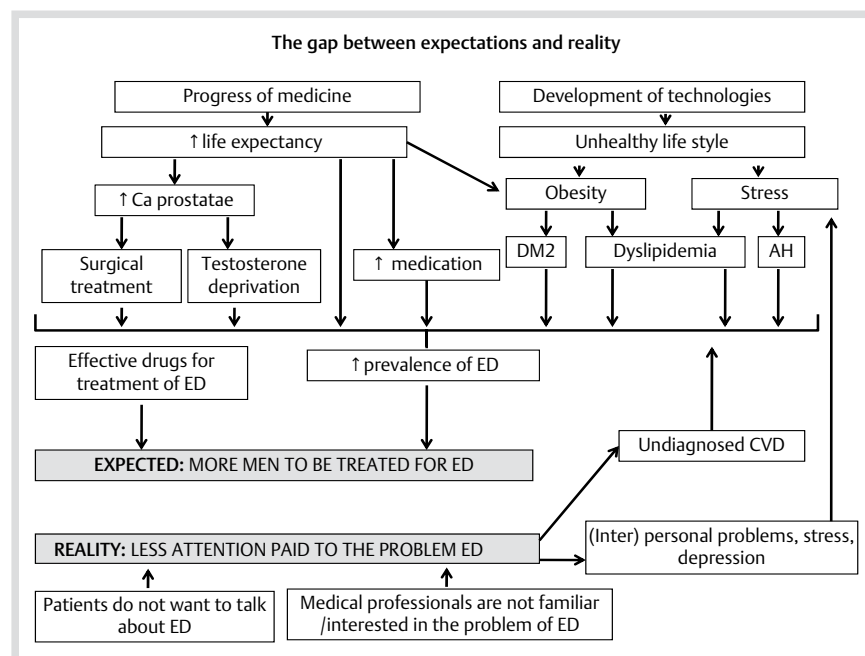 The gap between expectations and reality
Progress of medicine
Development of technologies
↑ life expectancy
Unhealthy life style
↑ Ca prostatae
Obesity
Stress
Surgical
treatment
Testosterone
deprivation
↑ medication
DM2
Dyslipidemia
AH
Effective drugs for
treatment of ED
↑ prevalence of ED
Undiagnosed CVD
EXPECTED: MORE MEN TO BE TREATED FOR ED
REALITY: LESS ATTENTION PAID TO THE PROBLEM ED
(Inter) personal problems, stress,
depression
Patients do not want to talk
about ED
Medical professionals are not familiar
/interested in the problem of ED